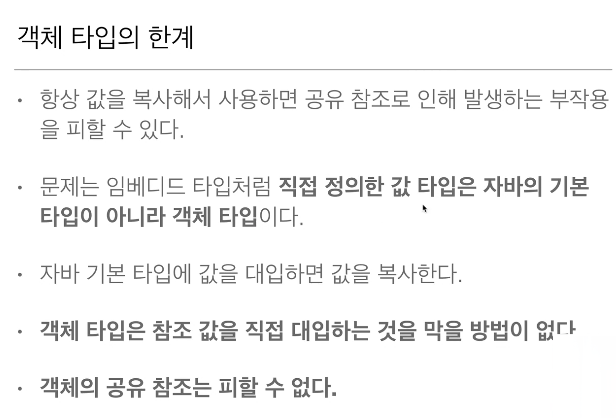 객체 타입의 한계
• 항상 값을 복사해서 사용하면 공유 참조로 인해 발생하는 부작용
을 피할 수 있다.
• 문제는 임베디드 타입처럼 직접 정의한 값 타입은 자바의 기본
타입이 아니라 객체 타입이다.
• 자바 기본 타입에 값을 대입하면 값을 복사한다.
• 객체 타입은 참조 값을 직접 대입하는 것을 막을 방법이 없다
• 객체의 공유 참조는 피할 수 없다.